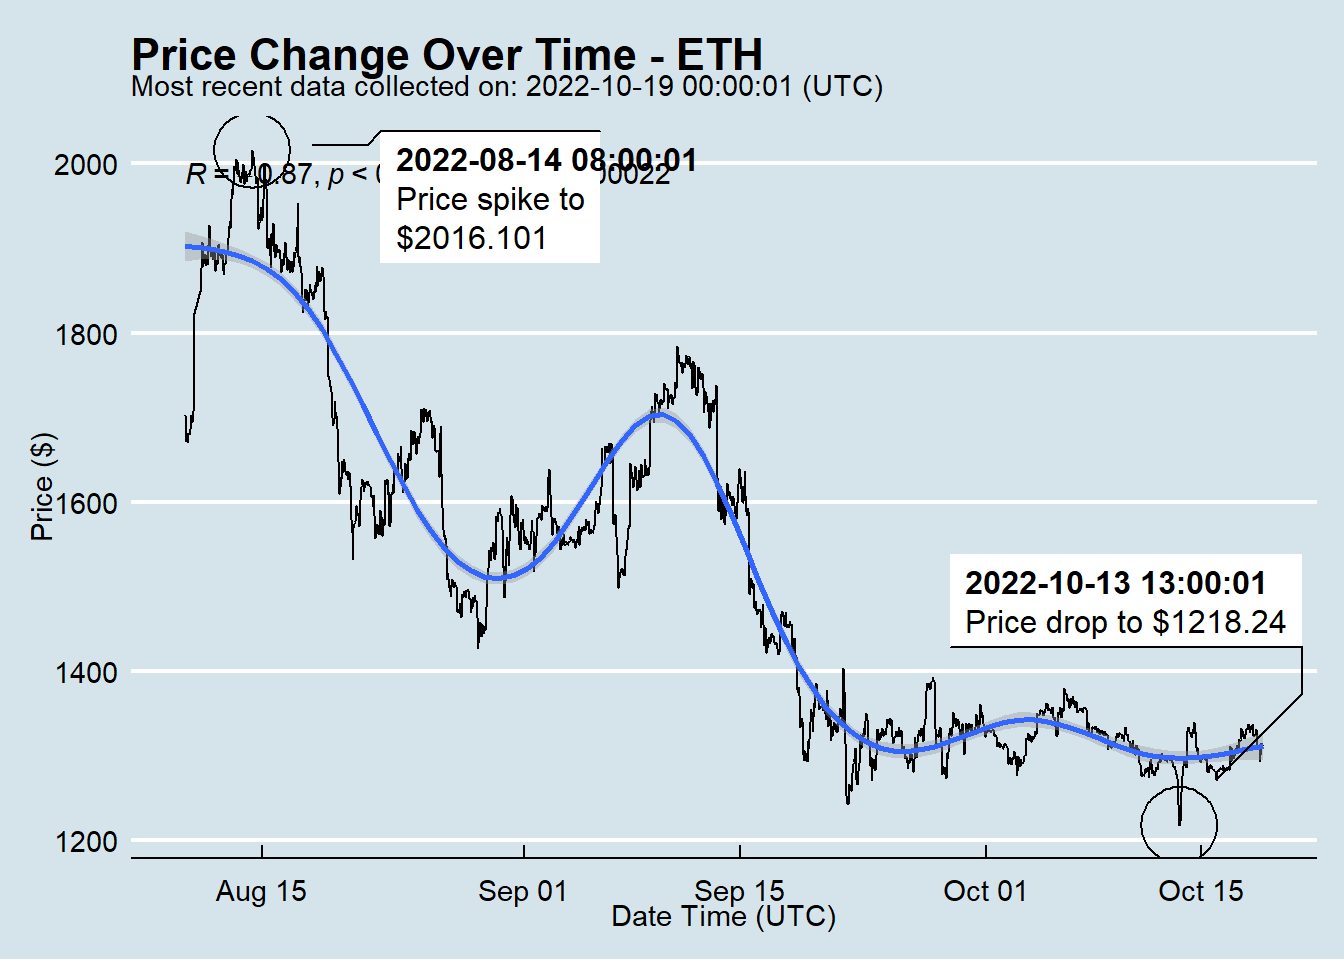 Price Change Over Time - ETH
Most recent data collected on: 2022-10-19 00:00:01 (UTC)
2022-08-14 08:00:01
R = 0.87, p < 00022
Price spike to
$2016.101
2000
1800
1600
1400
1200
Price ($)
2022-10-13 13:00:01
Price drop to $1218.24
Aug 15
Sep 01
Sep 15
Oct 01
Oct 15
Date Time (UTC)